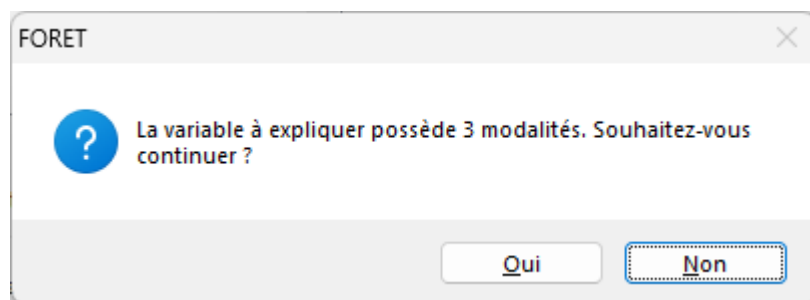 FORET
La variable à expliquer possède 3 modalités. Souhaitez-vous
continuer ?
Oui
Non